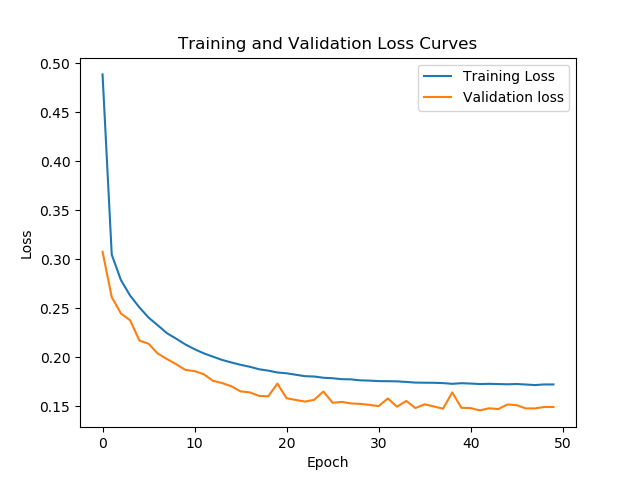 Training and Validation Loss Curves
Training Loss
Validation loss
0.50
0.45
0.40
0.35
0.30
0.25
0.20
0.15
Loss
0 10 20 30 40 50
Epoch